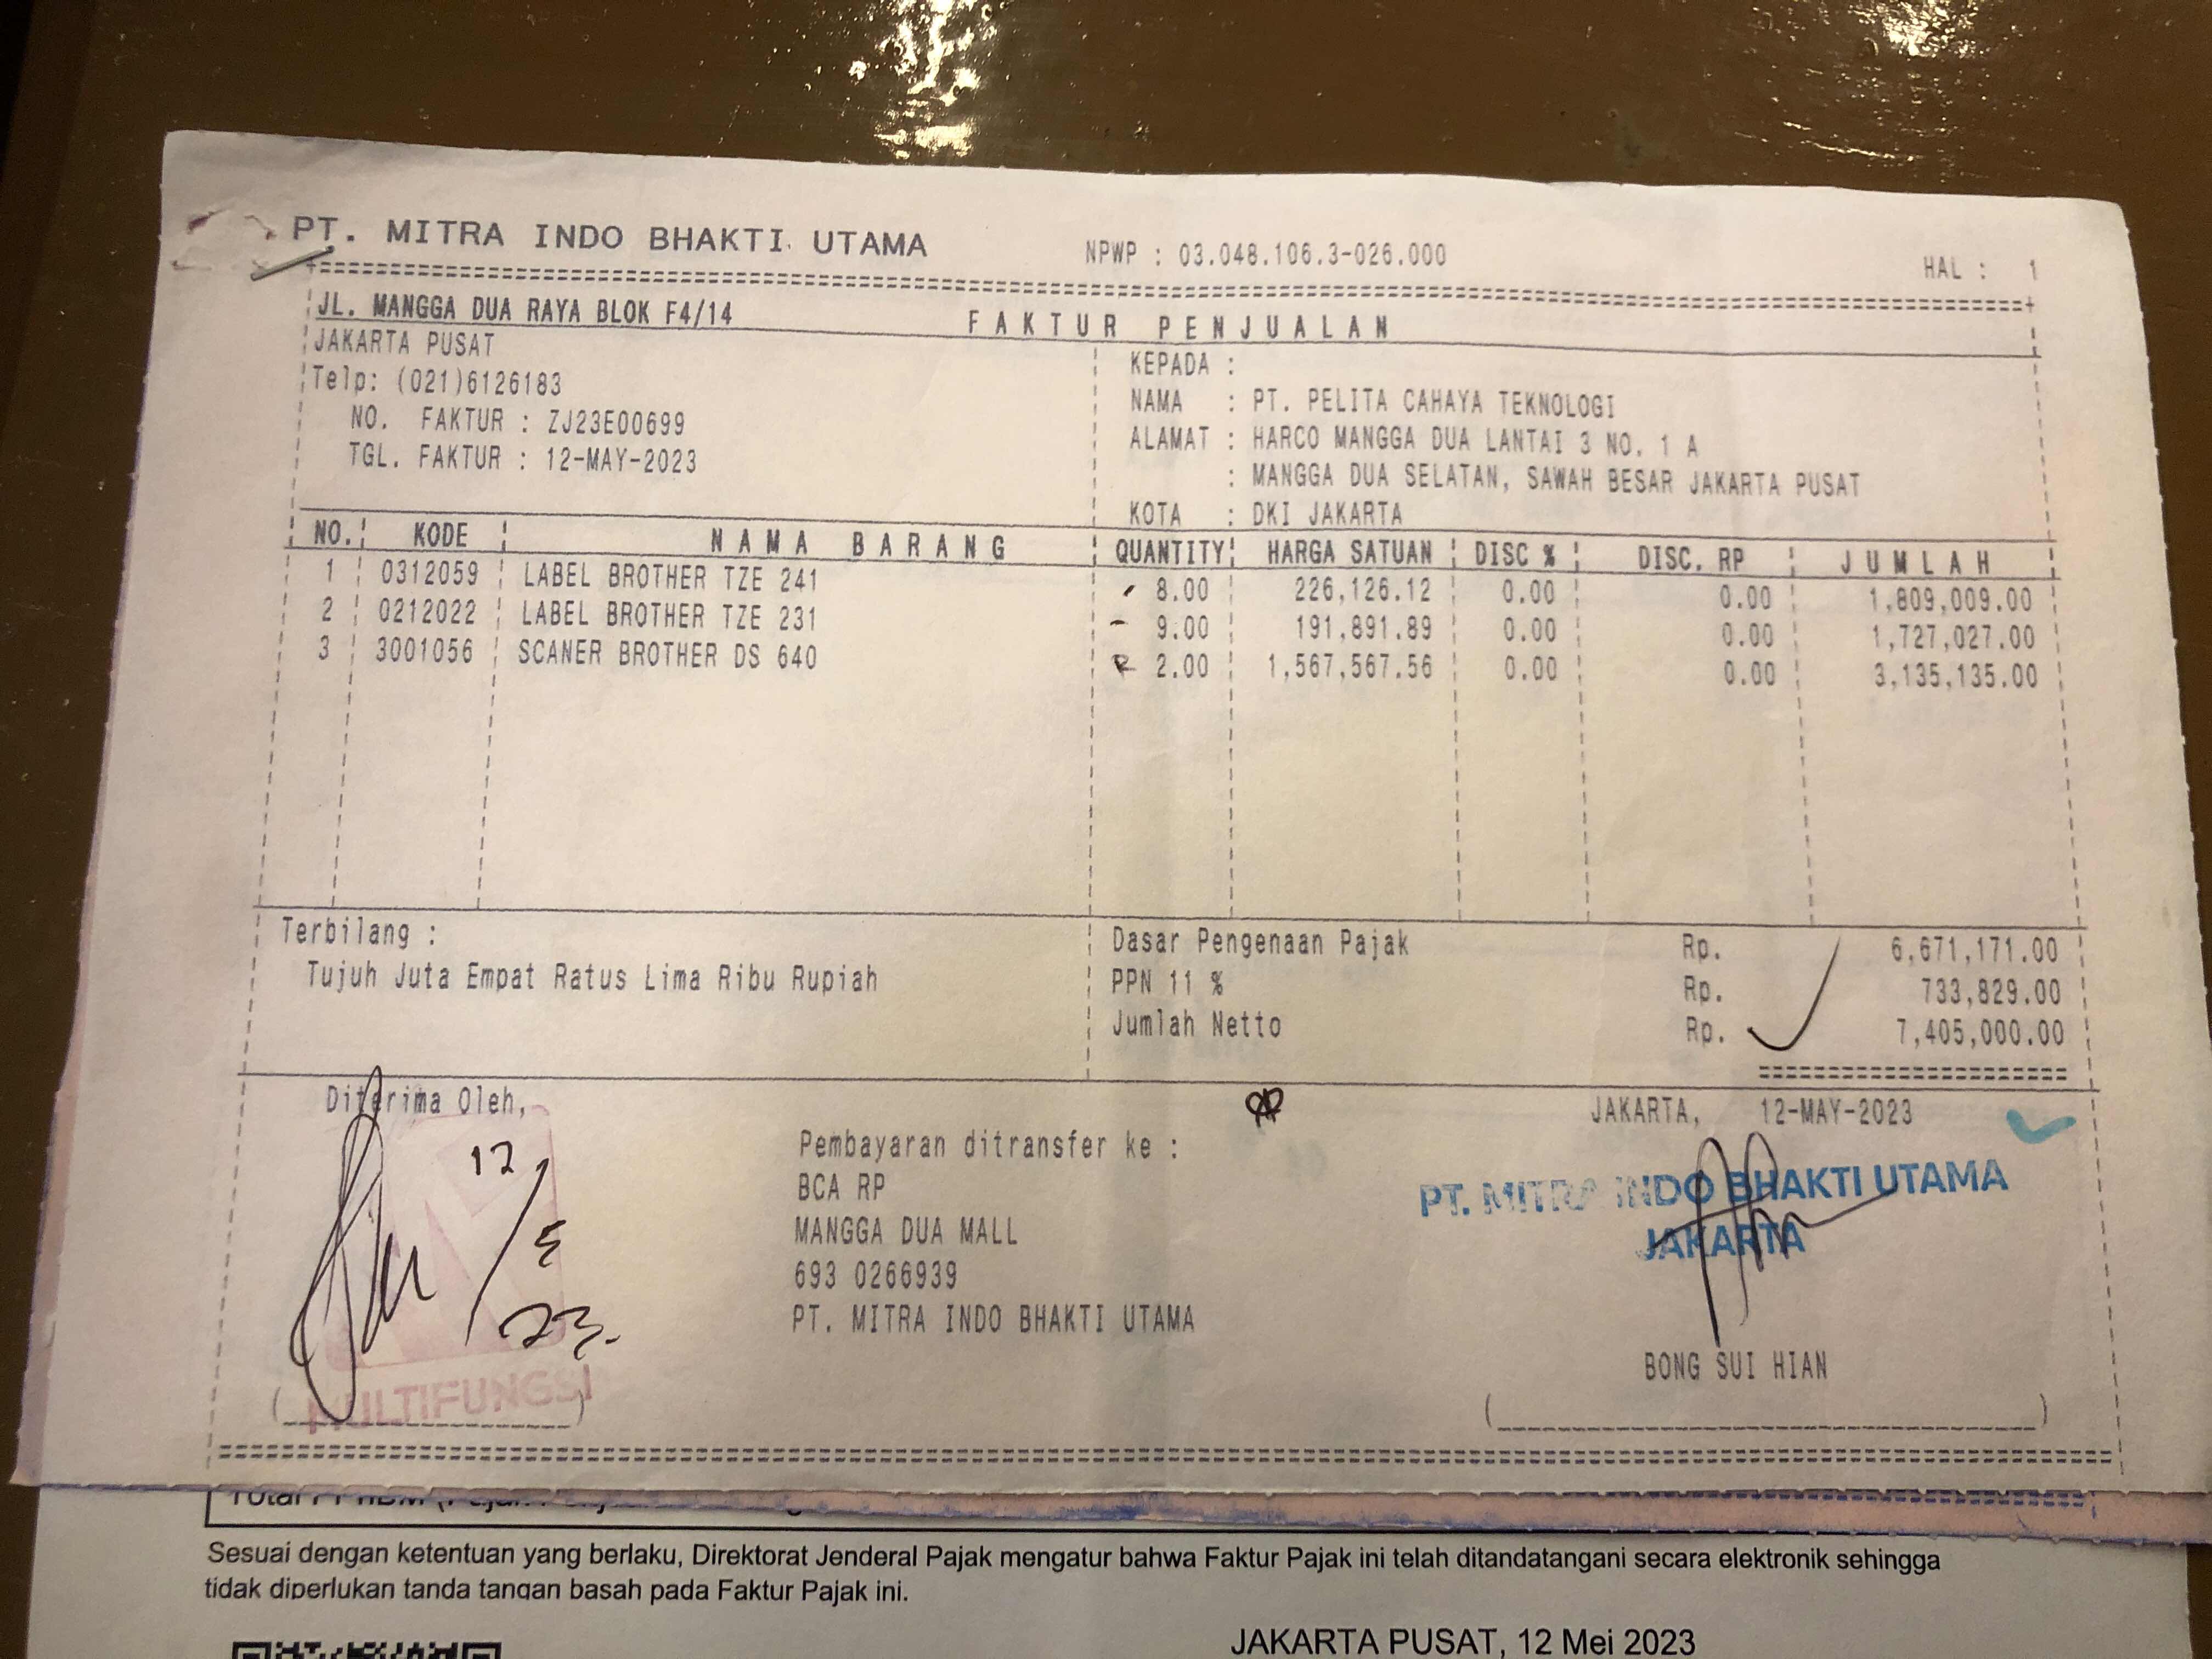 PT. MITRA INDO BHAKTI UTAMA NPWP : 03.048.106.3-026.000 HAL : 1
JL. MANGGA DUA RAYA BLOK F4/14
FAKTUR PENJUALAN
JAKARTA PUSAT
Telp: (021)6126183
NO. FAKTUR : ZJ23E00699
TGL. FAKTUR : 12-MAY-2023
KEPADA :
NAMA : PT. PELITA CAHAYA TEKNOLOGI
ALAMAT : HARCO MANGGA DUA LANTAI 3 NO. 1 A
: MANGGA DUA SELATAN, SAWAH BESAR JAKARTA PUSAT
KOTA : DKI JAKARTA
NO. KODE NAMA BARANG QUANTITY HARGA SATUAN DISC % DISC. RP JUMLAH
1 0312059 LABEL BROTHER TZE 241 8.00 226,126.12 0.00 0.00 1,809,009.00
2 0212022 LABEL BROTHER TZE 231 9.00 191,891.89 0.00 0.00 1,727,027.00
3 3001056 SCANER BROTHER DS 640 2.00 1,567,567.56 0.00 0.00 3,135,135.00
Terbilang :
Tujuh Juta Empat Ratus Lima Ribu Rupiah
Dasar Pengenaan Pajak Rp. 6,671,171.00
PPN 11 % Rp. 733,829.00
Jumlah Netto Rp. 7,405,000.00
Diterima Oleh,
12/5
23.
MULTIFUNGSI
Pembayaran ditransfer ke :
BCA RP
MANGGA DUA MALL
693 0266939
PT. MITRA INDO BHAKTI UTAMA
JAKARTA, 12-MAY-2023
PT. MITRA INDO BHAKTI UTAMA
JAKARTA
BONG SUI HIAN
Sesuai dengan ketentuan yang berlaku, Direktorat Jenderal Pajak mengatur bahwa Faktur Pajak ini telah ditandatangani secara elektronik sehingga
tidak diperlukan tanda tangan basah pada Faktur Pajak ini.
JAKARTA PUSAT, 12 Mei 2023